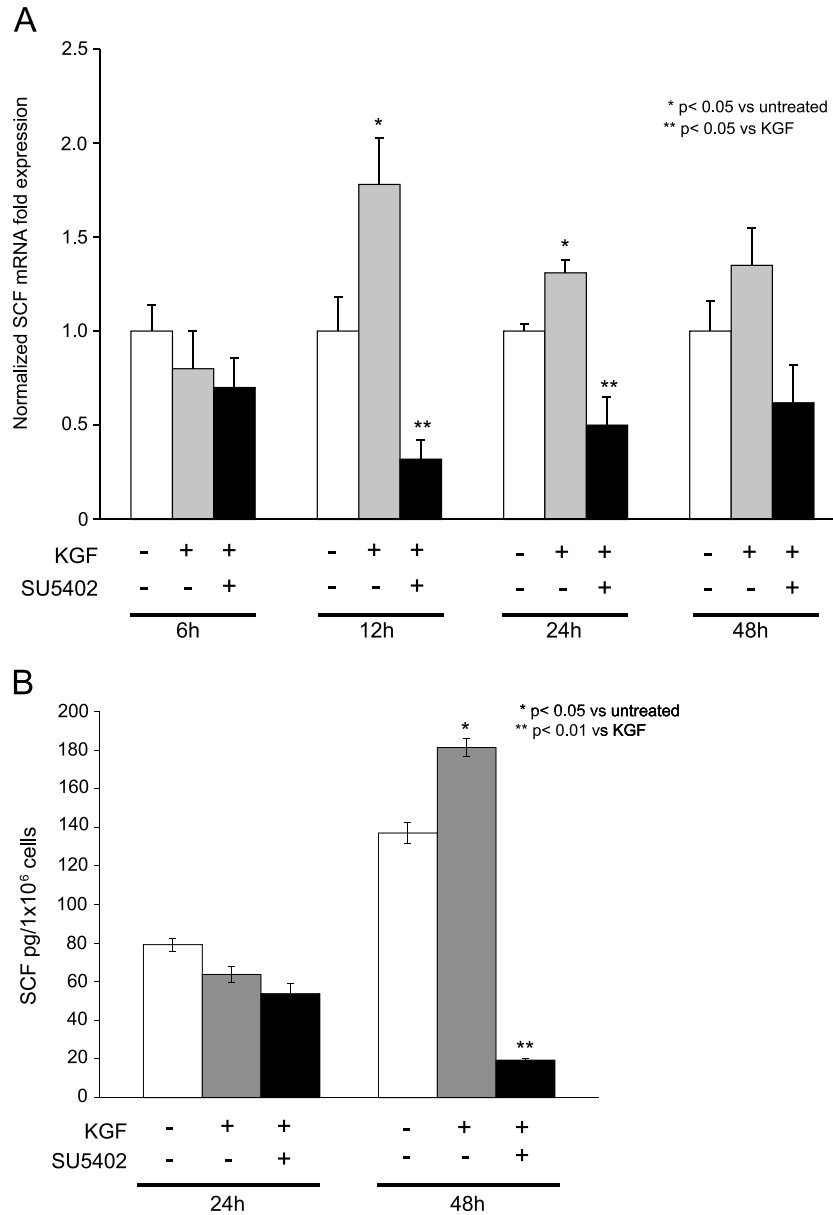 A
Normalized SCF mRNA fold expression
2.5
2.0
1.5
1.0
0.5
0
* p< 0.05 vs untreated
** p< 0.05 vs KGF
*
**
*
**
KGF - + + - + + - + + - + +
SU5402 - - + - - + - - + - - +
6h 12h 24h 48h
B
SCF pg/1x10⁶ cells
200
180
160
140
120
100
80
60
40
20
0
* p< 0.05 vs untreated
** p< 0.01 vs KGF
*
**
KGF - + + - + +
SU5402 - - + - - +
24h 48h